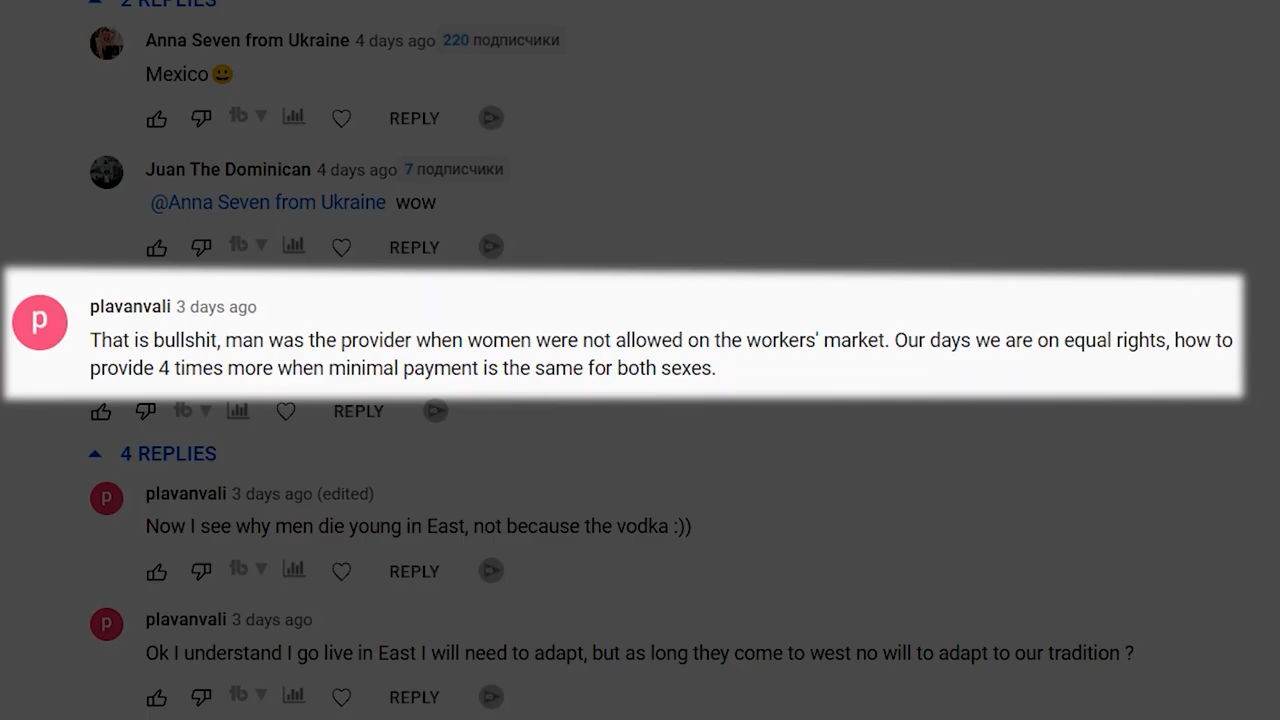 2 REPLIES
Anna Seven from Ukraine 4 days ago 220 подписчики
Mexico😀
REPLY
Juan The Dominican 4 days ago 7 подписчики
@Anna Seven from Ukraine wow
REPLY
P
plavanvali 3 days ago
That is bullshit, man was the provider when women were not allowed on the workers' market. Our days we are on equal rights, how to
provide 4 times more when minimal payment is the same for both sexes.
REPLY
4 REPLIES
P
plavanvali 3 days ago (edited)
Now I see why men die young in East, not because the vodka :))
REPLY
P
plavanvali 3 days ago
Ok I understand I go live in East I will need to adapt, but as long they come to west no will to adapt to our tradition ?
REPLY